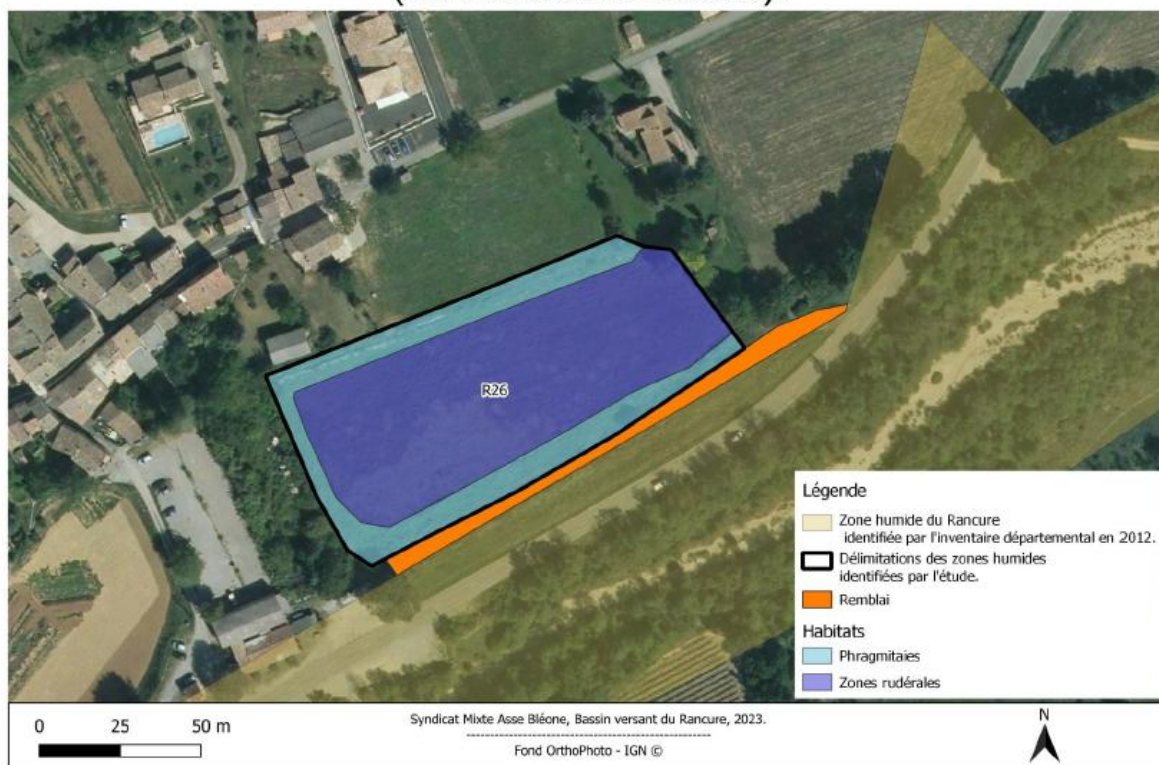 R26
Légende
Zone humide du Rancure
identifiée par l'inventaire départemental en 2012.
Délimitations des zones humides
identifiées par l'étude.
Remblai
Habitats
Phragmitaies
Zones rudérales
0 25 50 m
Syndicat Mixte Asse Bléone, Bassin versant du Rancure, 2023.
Fond OrthoPhoto - IGN ©
N